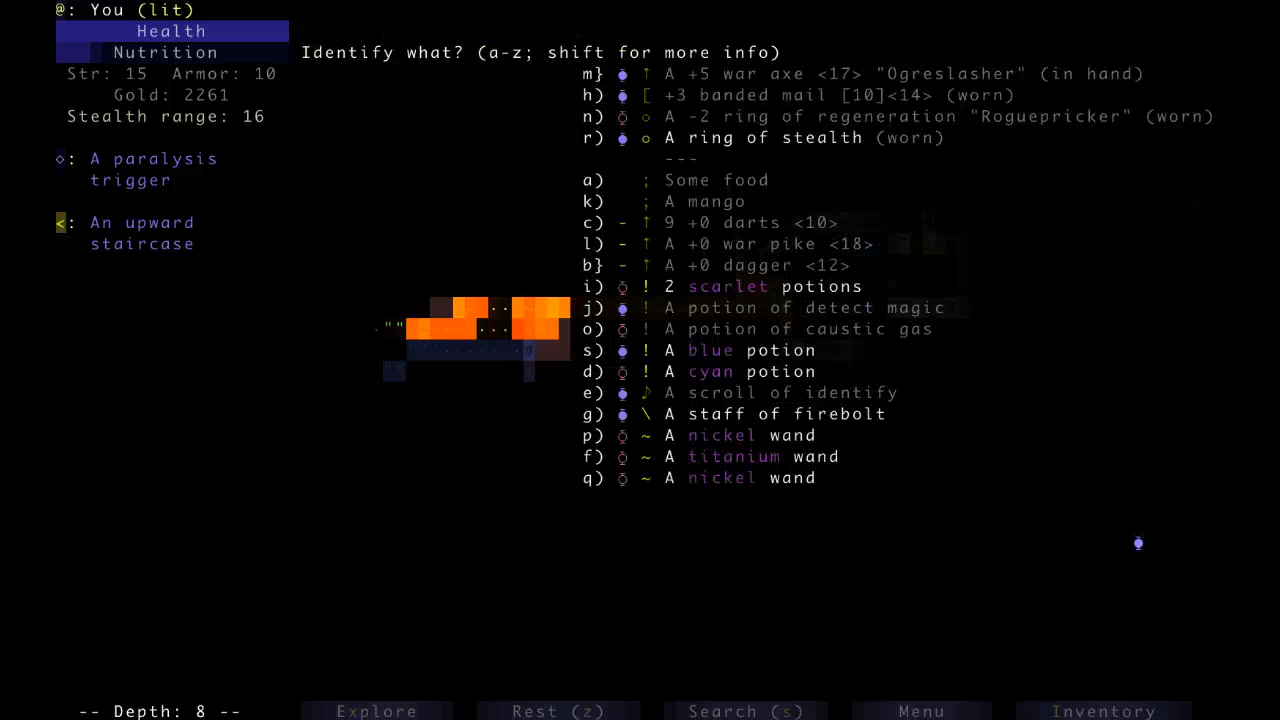 @: You (lit)
Health
Nutrition
Str: 15 Armor: 10
Gold: 2261
Stealth range: 16
◇: A paralysis
trigger
<: An upward
staircase
Identify what? (a-z; shift for more info)
m} ↑ A +5 war axe <17> "Ogreslasher" (in hand)
h) [ +3 banded mail [10]<14> (worn)
n) ○ A -2 ring of regeneration "Roguepricker" (worn)
r) ○ A ring of stealth (worn)
---
a) ; Some food
k) ; A mango
c) - ↑ 9 +0 darts <10>
l) - ↑ A +0 war pike <18>
b} - ↑ A +0 dagger <12>
i) ! 2 scarlet potions
j) ! A potion of detect magic
o) ! A potion of caustic gas
s) ! A blue potion
d) ! A cyan potion
e) ♪ A scroll of identify
g) \ A staff of firebolt
p) ~ A nickel wand
f) ~ A titanium wand
q) ~ A nickel wand
-- Depth: 8 --
Explore
Rest (z)
Search (s)
Menu
Inventory